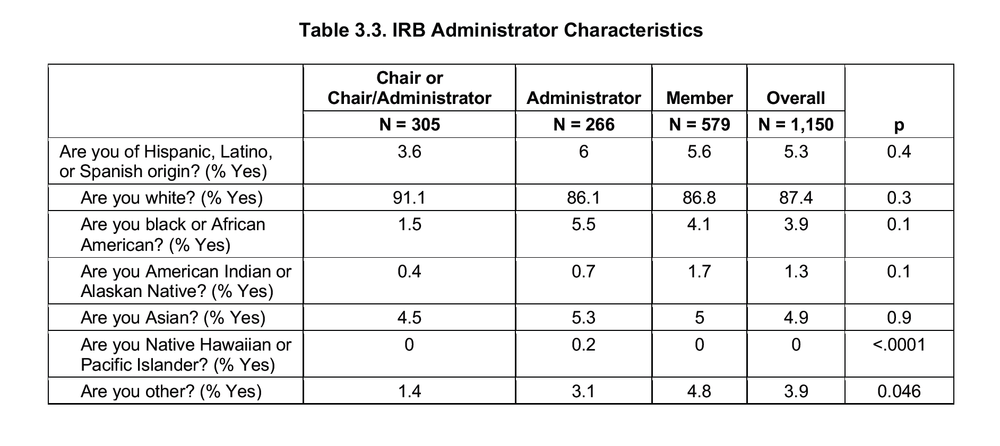 Table 3.3. IRB Administrator Characteristics
Chair or
Chair/Administrator Administrator Member Overall
N = 305 N = 266 N = 579 N = 1,150 p
Are you of Hispanic, Latino, 3.6 6 5.6 5.3 0.4
or Spanish origin? (% Yes)
Are you white? (% Yes) 91.1 86.1 86.8 87.4 0.3
Are you black or African 1.5 5.5 4.1 3.9 0.1
American? (% Yes)
Are you American Indian or 0.4 0.7 1.7 1.3 0.1
Alaskan Native? (% Yes)
Are you Asian? (% Yes) 4.5 5.3 5 4.9 0.9
Are you Native Hawaiian or 0 0.2 0 0 <.0001
Pacific Islander? (% Yes)
Are you other? (% Yes) 1.4 3.1 4.8 3.9 0.046